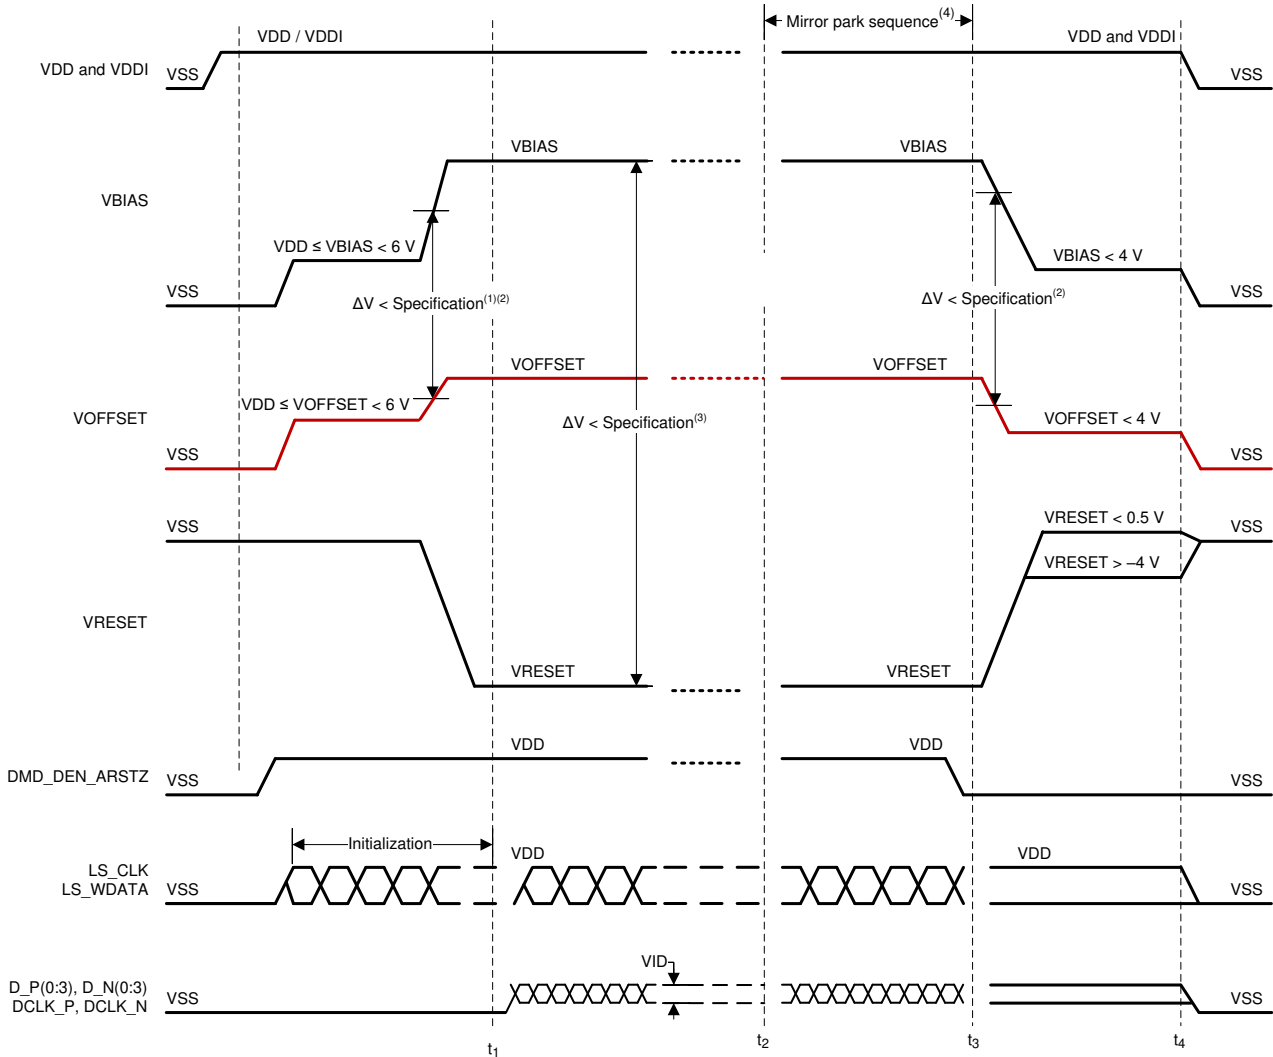 Mirror park sequence(4)
VDD / VDDI
VDD and VDDI
VDD and VDDI
VSS
VSS
VBIAS
VBIAS
VBIAS
VDD ≤ VBIAS < 6 V
VBIAS < 4 V
VSS
VSS
ΔV < Specification(1)(2)
ΔV < Specification(2)
VOFFSET
VOFFSET
VOFFSET
VDD ≤ VOFFSET < 6 V
ΔV < Specification(3)
VOFFSET < 4 V
VSS
VSS
VSS
VRESET < 0.5 V
VSS
VRESET > –4 V
VRESET
VRESET
VRESET
VDD
VDD
DMD_DEN_ARSTZ
VSS
VSS
Initialization
VDD
VDD
LS_CLK
LS_WDATA
VSS
VSS
VID
D_P(0:3), D_N(0:3)
DCLK_P, DCLK_N
VSS
VSS
t1
t2
t3
t4